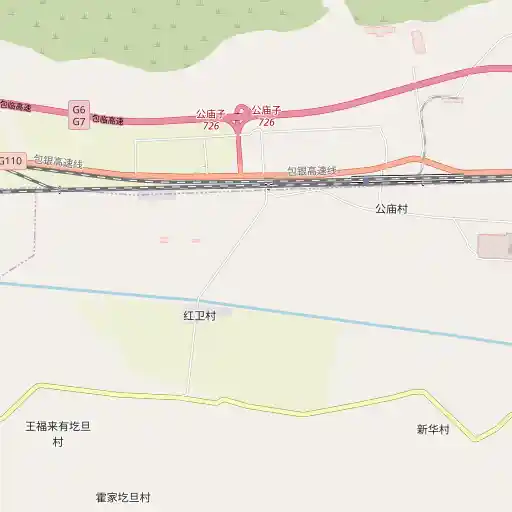 包临高速
G6
G7
包临高速
公庙子
726
公庙子
726
G110
包银高速线
包银高速线
公庙村
红卫村
王福来有圪旦
村
新华村
霍家圪旦村